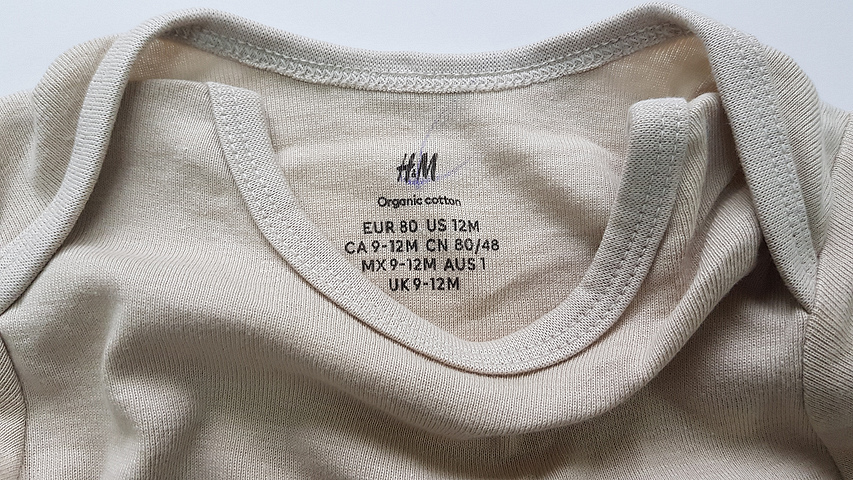 H&M
Organic cotton
EUR 80 US 12M
CA 9-12M CN 80/48
MX 9-12M AUS 1
UK 9-12M